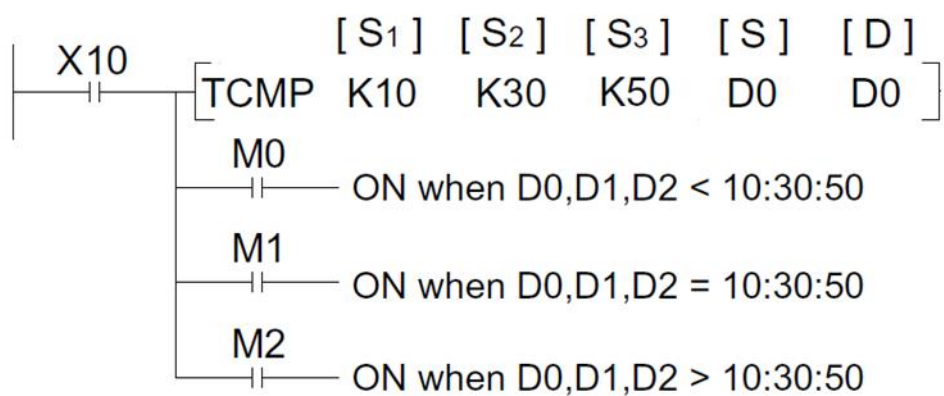 [ S1 ] [ S2 ] [ S3 ] [ S ] [ D ]
X10
TCMP K10 K30 K50 D0 D0
M0
ON when D0,D1,D2 < 10:30:50
M1
ON when D0,D1,D2 = 10:30:50
M2
ON when D0,D1,D2 > 10:30:50